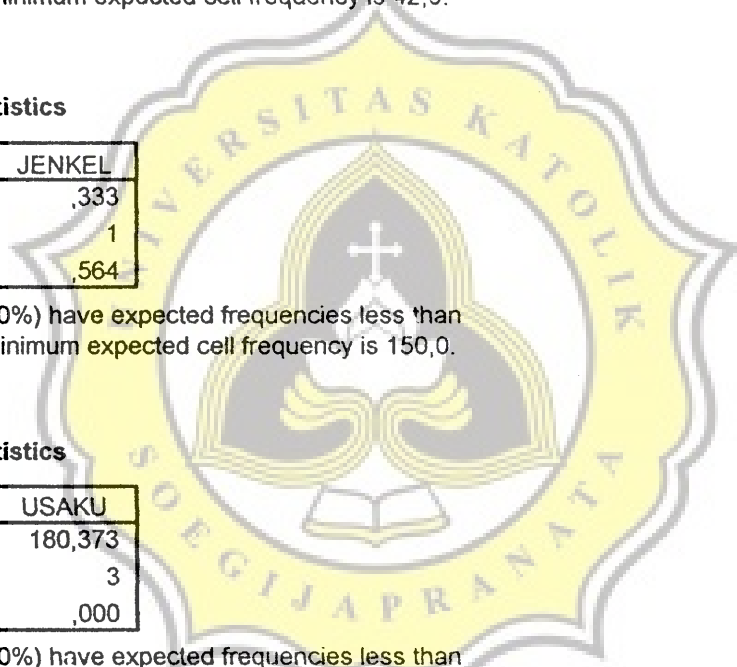 minimum expected cell frequency is 42,9.
tistics
JENKEL
,333
1
,564
0%) have expected frequencies less than
inimum expected cell frequency is 150,0.
tistics
USAKU
180,373
3
,000
0%) have expected frequencies less than
UNIVERSITAS KATOLIK
SOEGIJAPRANATA